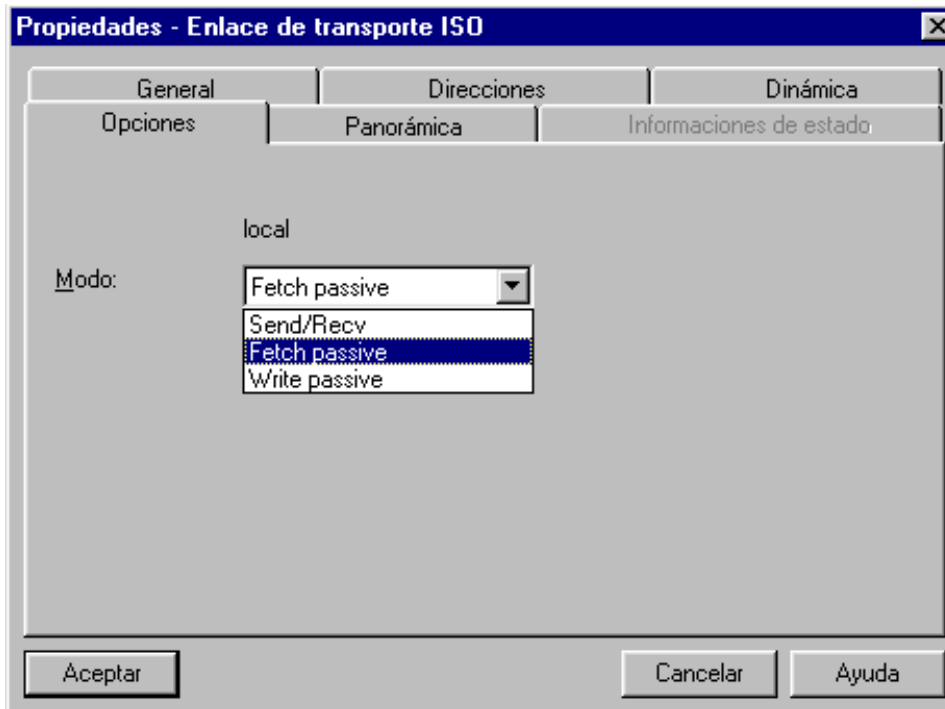 Propiedades - Enlace de transporte ISO
General Direcciones Dinámica
Opciones Panorámica Informaciones de estado
local
Modo: Fetch passive
Send/Recv
Fetch passive
Write passive
Aceptar Cancelar Ayuda